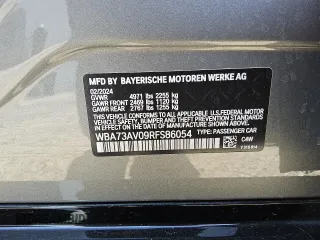 MFD BY BAYERISCHE MOTOREN WERKE AG
02/2024
GVWR 4971 lbs 2255 kg
GAWR FRONT 2469 lbs 1120 kg
GAWR REAR 2767 lbs 1255 kg
THIS VEHICLE CONFORMS TO ALL APPLICABLE
FEDERAL MOTOR VEHICLE SAFETY, BUMPER,
AND THEFT PREVENTION STANDARDS IN EFFECT ON
THE DATE OF MANUFACTURE SHOWN ABOVE.
WBA73AV09RFS86054
TYPE: PASSENGER CAR
C4W